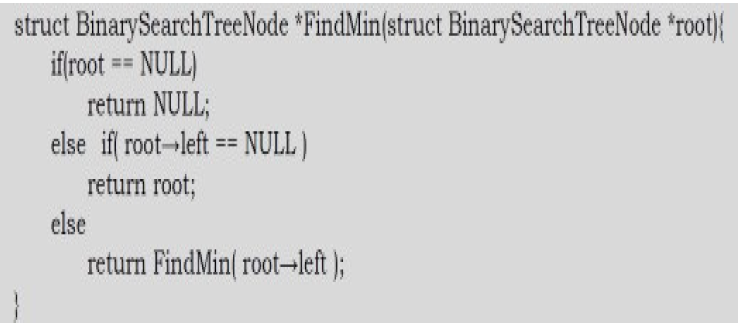 struct BinarySearchTreeNode *FindMin(struct BinarySearchTreeNode *root){
if(root == NULL)
return NULL;
else if( root→left == NULL )
return root;
else
return FindMin( root→left );
}